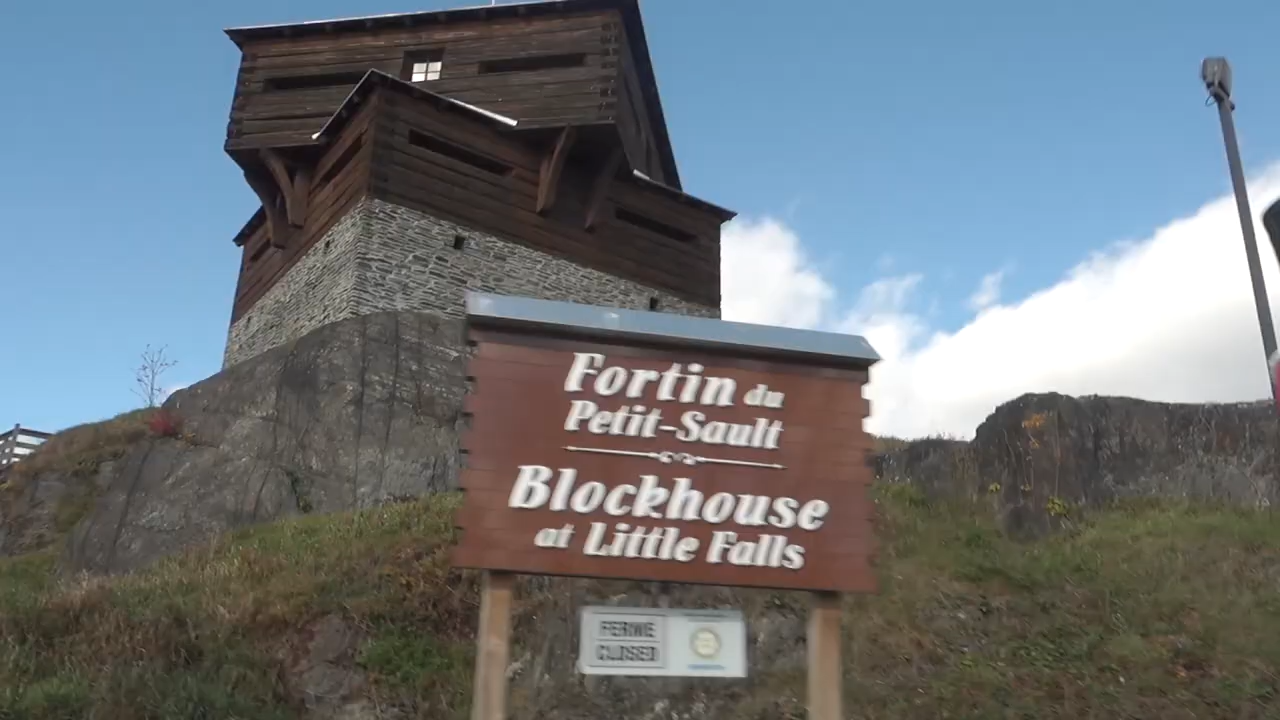 Fortin du
Petit-Sault
Blockhouse
at Little Falls
FERMÉ
CLOSED